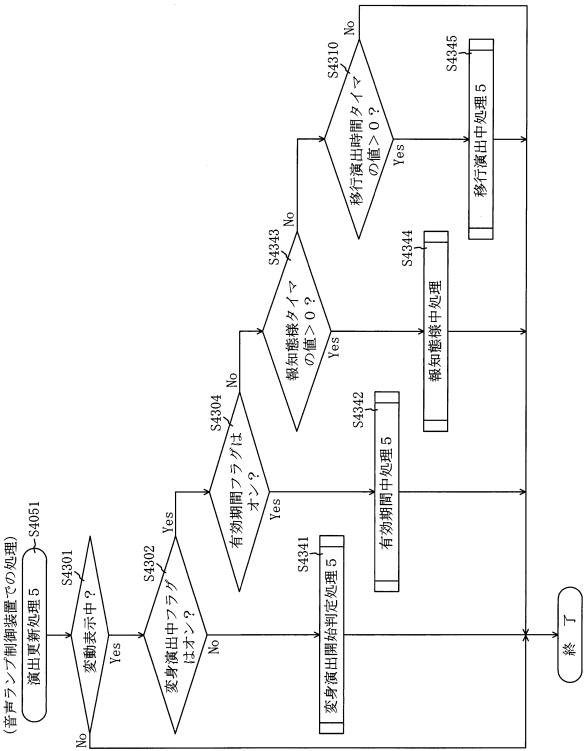 (音声ランプ制御装置での処理)
演出更新処理5
S4051
S4301
変動表示中?
No
Yes
S4302
変身演出中フラグ
はオン?
Yes
No
S4341
変身演出開始判定処理5
S4304
有効期間フラグは
オン?
No
Yes
S4342
有効期間中処理5
S4343
報知態様タイマ
の値>0?
No
Yes
S4344
報知態様中処理
S4310
移行演出時間タイマ
の値>0?
No
Yes
S4345
移行演出中処理5
終了